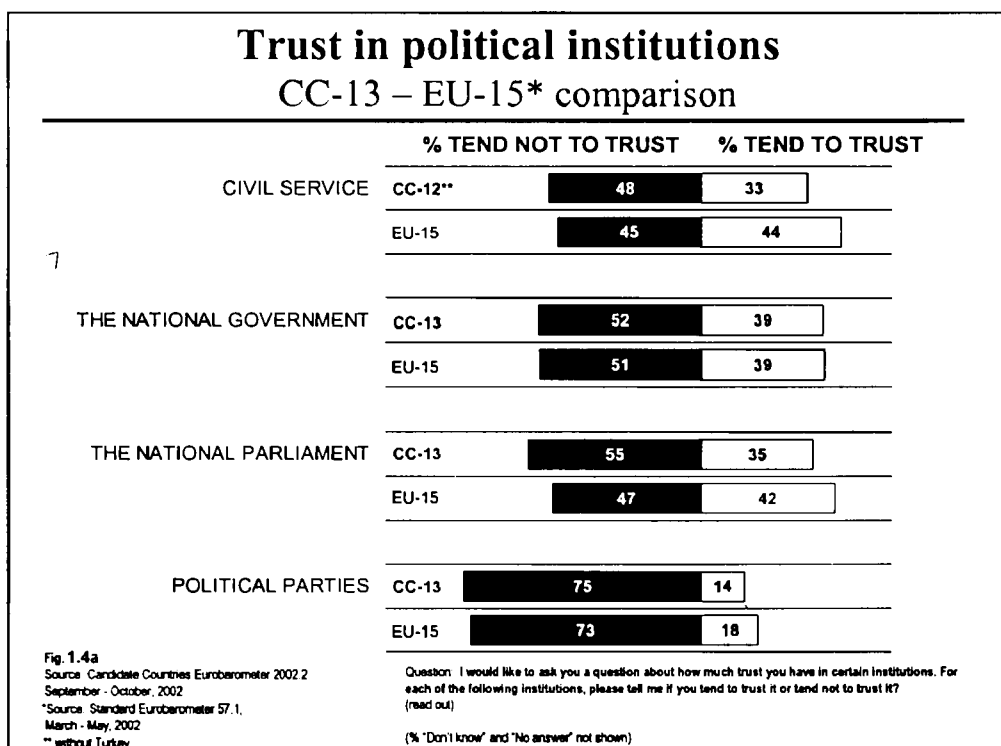 Trust in political institutions
CC-13 – EU-15* comparison
% TEND NOT TO TRUST % TEND TO TRUST
CIVIL SERVICE CC-12** 48 33
EU-15 45 44
7
THE NATIONAL GOVERNMENT CC-13 52 39
EU-15 51 39
THE NATIONAL PARLIAMENT CC-13 55 35
EU-15 47 42
POLITICAL PARTIES CC-13 75 14
EU-15 73 18
Fig. 1.4a
Source: Candidate Countries Eurobarometer 2002.2
September - October, 2002
*Source: Standard Eurobarometer 57.1,
March - May, 2002
** without Turkey
Question: I would like to ask you a question about how much trust you have in certain institutions. For
each of the following institutions, please tell me if you tend to trust it or tend not to trust it?
(read out)
(% "Don't know" and "No answer" not shown)